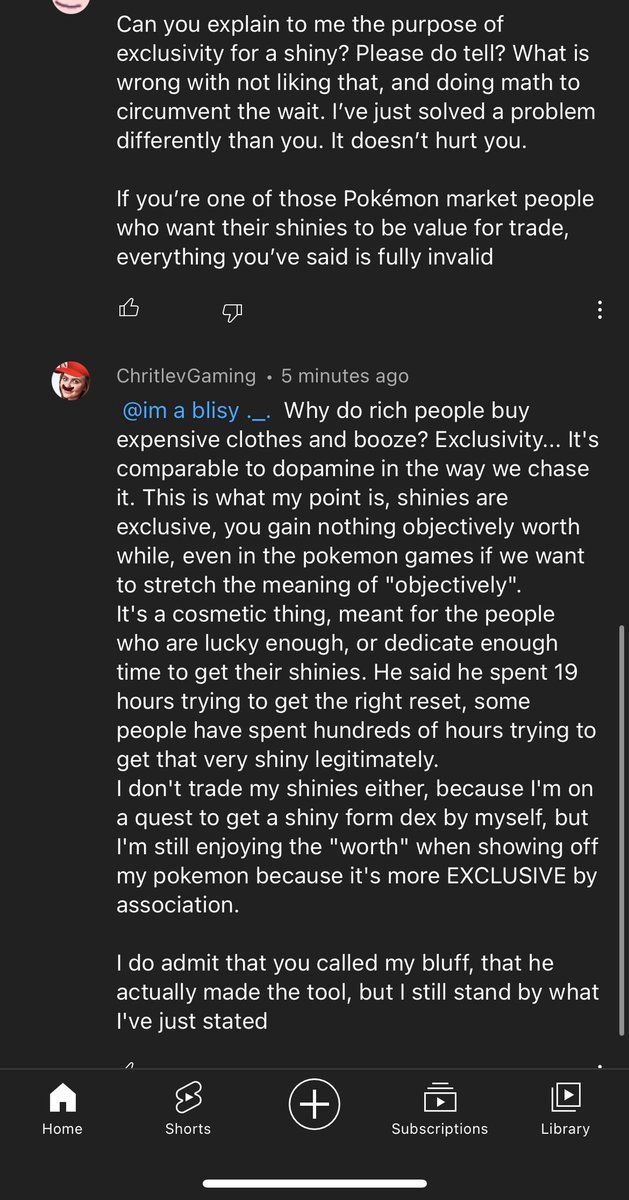 Can you explain to me the purpose of
exclusivity for a shiny? Please do tell? What is
wrong with not liking that, and doing math to
circumvent the wait. I’ve just solved a problem
differently than you. It doesn’t hurt you.
If you’re one of those Pokémon market people
who want their shinies to be value for trade,
everything you’ve said is fully invalid
ChritlevGaming • 5 minutes ago
@im a blisy ._. Why do rich people buy
expensive clothes and booze? Exclusivity... It's
comparable to dopamine in the way we chase
it. This is what my point is, shinies are
exclusive, you gain nothing objectively worth
while, even in the pokemon games if we want
to stretch the meaning of "objectively".
It's a cosmetic thing, meant for the people
who are lucky enough, or dedicate enough
time to get their shinies. He said he spent 19
hours trying to get the right reset, some
people have spent hundreds of hours trying to
get that very shiny legitimately.
I don't trade my shinies either, because I'm on
a quest to get a shiny form dex by myself, but
I'm still enjoying the "worth" when showing off
my pokemon because it's more EXCLUSIVE by
association.
I do admit that you called my bluff, that he
actually made the tool, but I still stand by what
I've just stated
Home Shorts Subscriptions Library